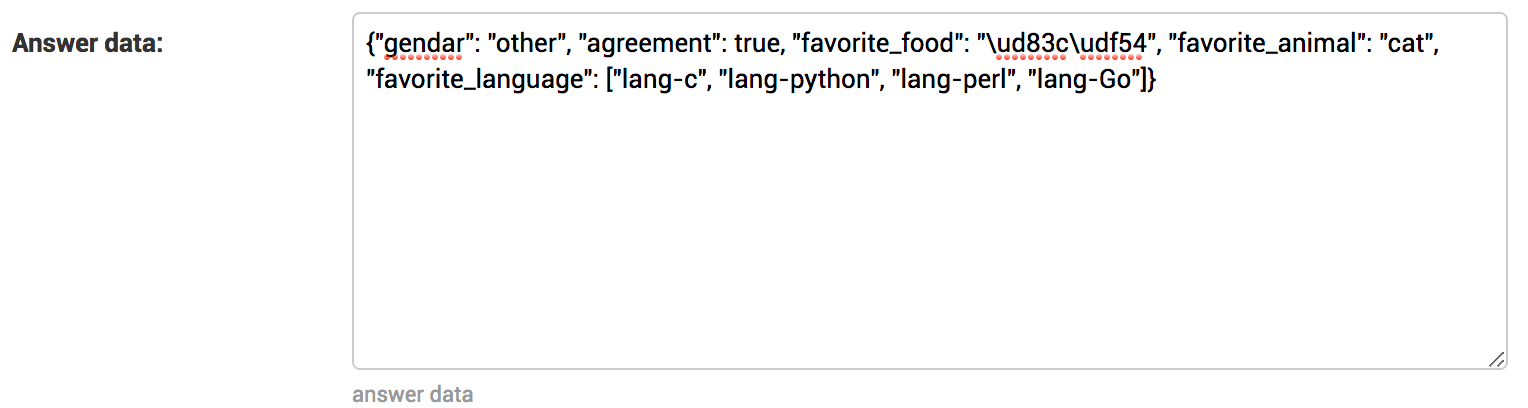 Answer data:
{"gendar": "other", "agreement": true, "favorite_food": "\ud83c\udf54", "favorite_animal": "cat",
"favorite_language": ["lang-c", "lang-python", "lang-perl", "lang-Go"]}
answer data